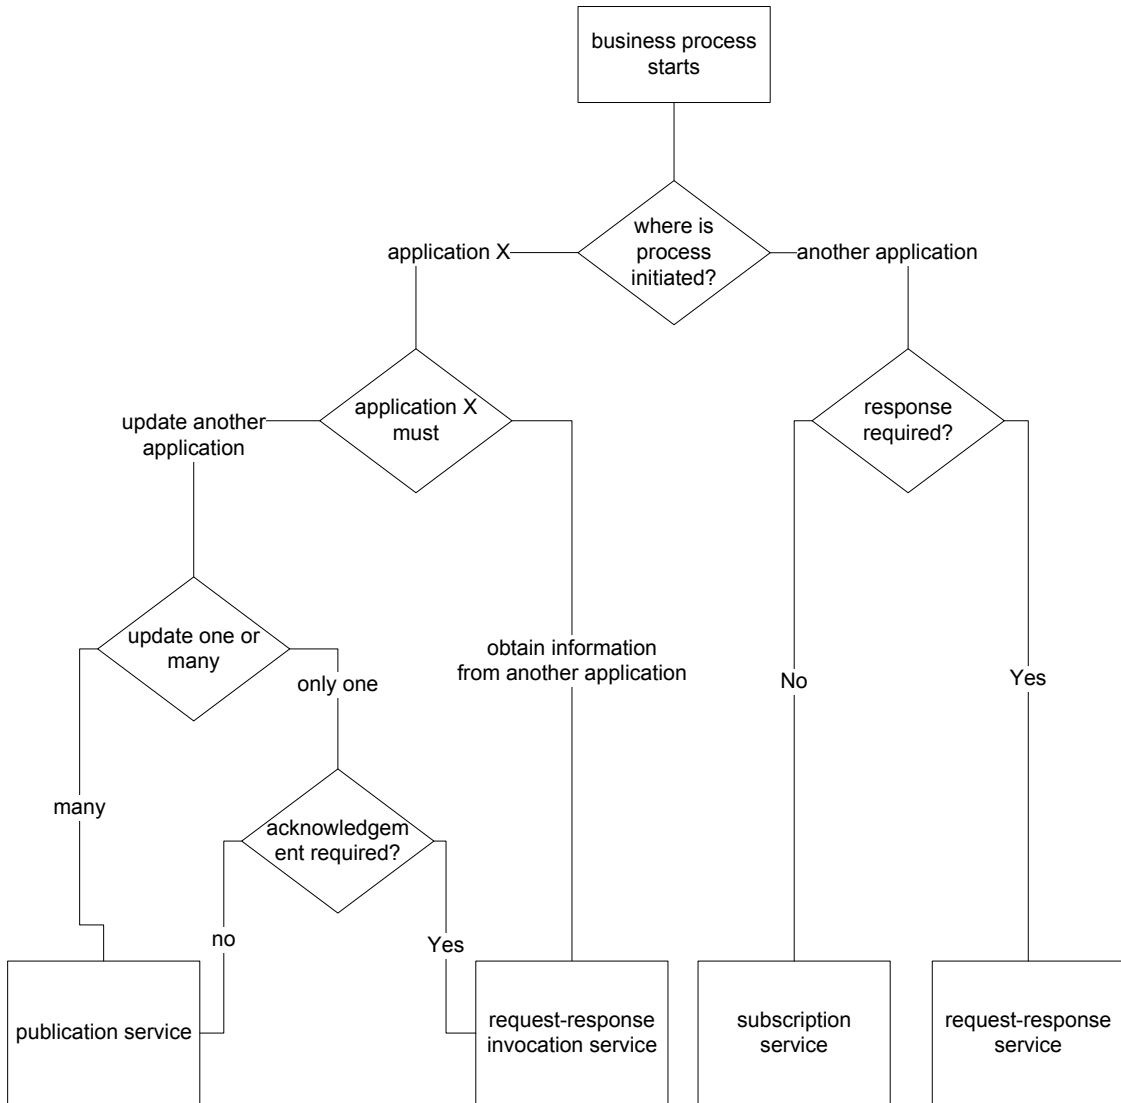 business process
starts
where is
process
initiated?
application X
another application
application X
must
response
required?
update another
application
update one or
many
only one
obtain information
from another application
No
Yes
many
acknowledgem
ent required?
no
Yes
publication service
request-response
invocation service
subscription
service
request-response
service